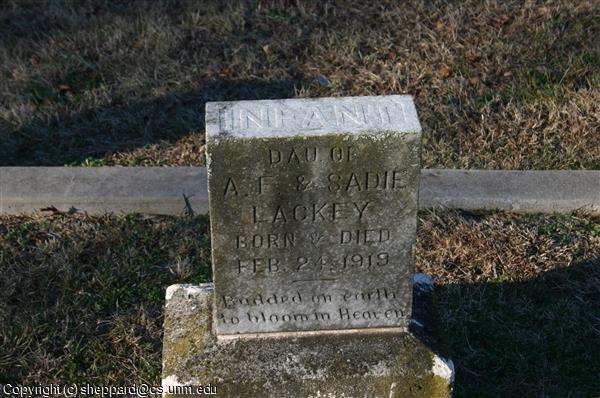 INFANT
DAU OF
A. F. & SADIE
LACKEY
BORN & DIED
FEB. 24, 1919
Budded on earth
to bloom in Heaven
Copyright (c) sheppard@cs.unm.edu